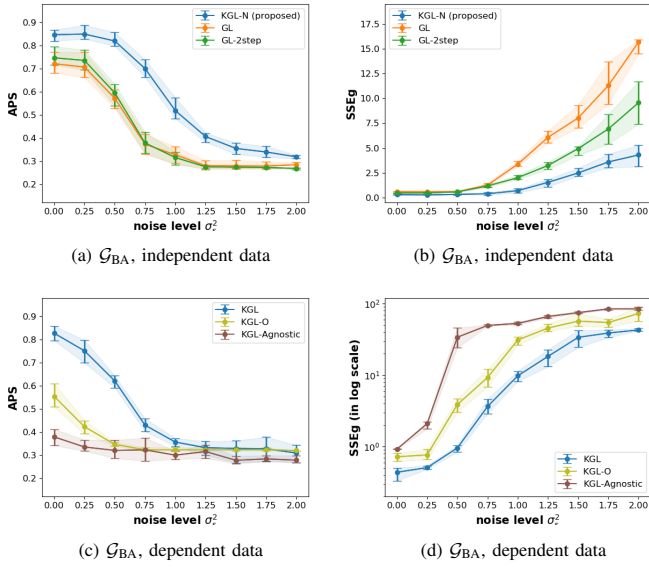 KGL-N (proposed)
GL
GL-2step
APS
0.9
0.8
0.7
0.6
0.5
0.4
0.3
0.2
0.00 0.25 0.50 0.75 1.00 1.25 1.50 1.75 2.00
noise level σ²ₑ
(a) 𝒢BA, independent data
KGL-N (proposed)
GL
GL-2step
SSEg
17.5
15.0
12.5
10.0
7.5
5.0
2.5
0.0
0.00 0.25 0.50 0.75 1.00 1.25 1.50 1.75 2.00
noise level σ²ₑ
(b) 𝒢BA, independent data
KGL
KGL-O
KGL-Agnostic
APS
0.9
0.8
0.7
0.6
0.5
0.4
0.3
0.2
0.00 0.25 0.50 0.75 1.00 1.25 1.50 1.75 2.00
noise level σ²ₑ
(c) 𝒢BA, dependent data
SSEg (in log scale)
10²
10¹
10⁰
KGL
KGL-O
KGL-Agnostic
0.00 0.25 0.50 0.75 1.00 1.25 1.50 1.75 2.00
noise level σ²ₑ
(d) 𝒢BA, dependent data